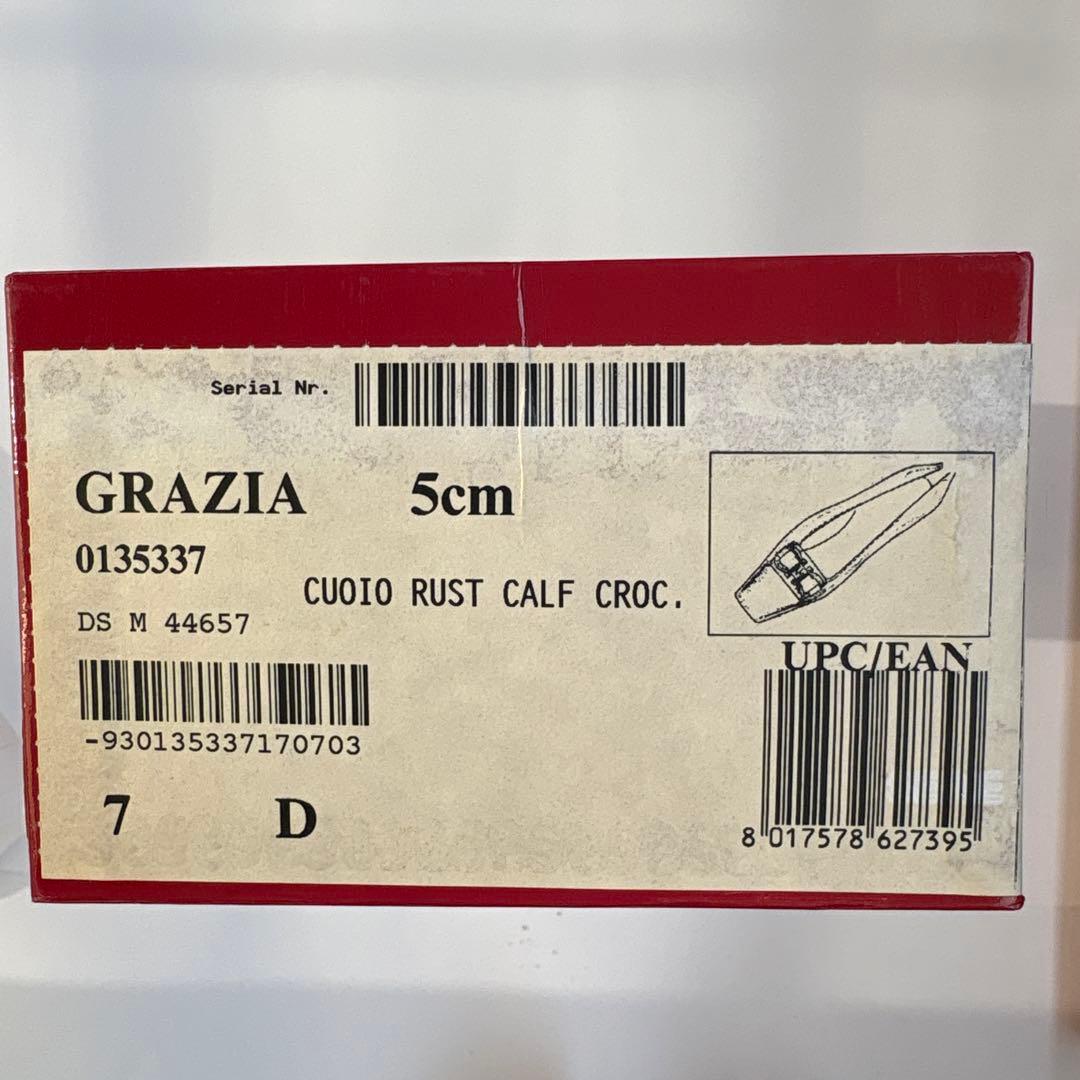 Serial Nr.
GRAZIA 5cm
0135337
CUOIO RUST CALF CROC.
DS M 44657
UPC/EAN
-930135337170703
7 D
8 017578 627395